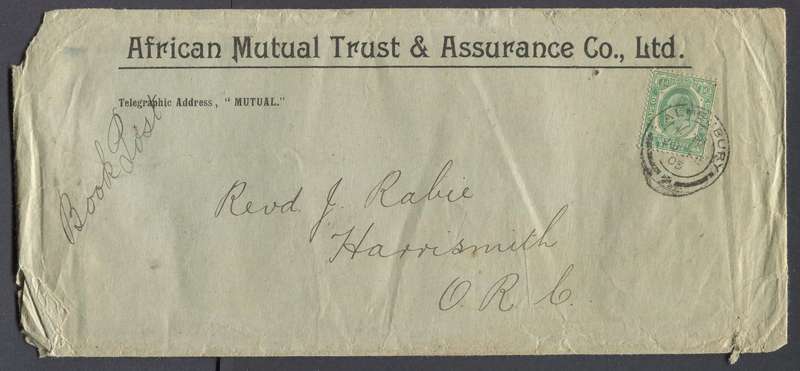 African Mutual Trust & Assurance Co., Ltd.
Telegraphic Address, "MUTUAL."
Book Post
Revd. J. Rabie
Harrismith
O. R. C.